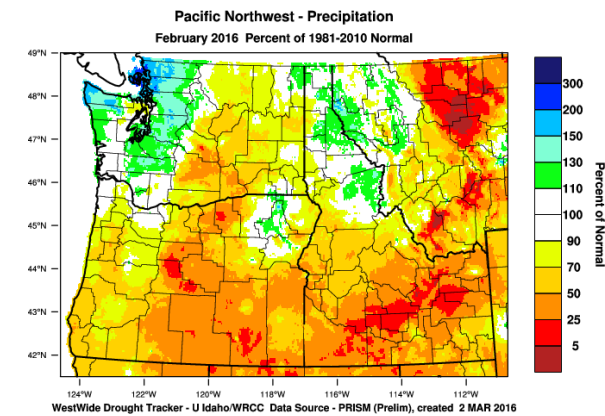 Pacific Northwest - Precipitation
February 2016 Percent of 1981-2010 Normal
49°N
48°N
47°N
46°N
45°N
44°N
43°N
42°N
124°W 122°W 120°W 118°W 116°W 114°W 112°W
300
200
150
130
110
100
90
70
50
25
5
Percent of Normal
WestWide Drought Tracker - U Idaho/WRCC Data Source - PRISM (Prelim), created 2 MAR 2016